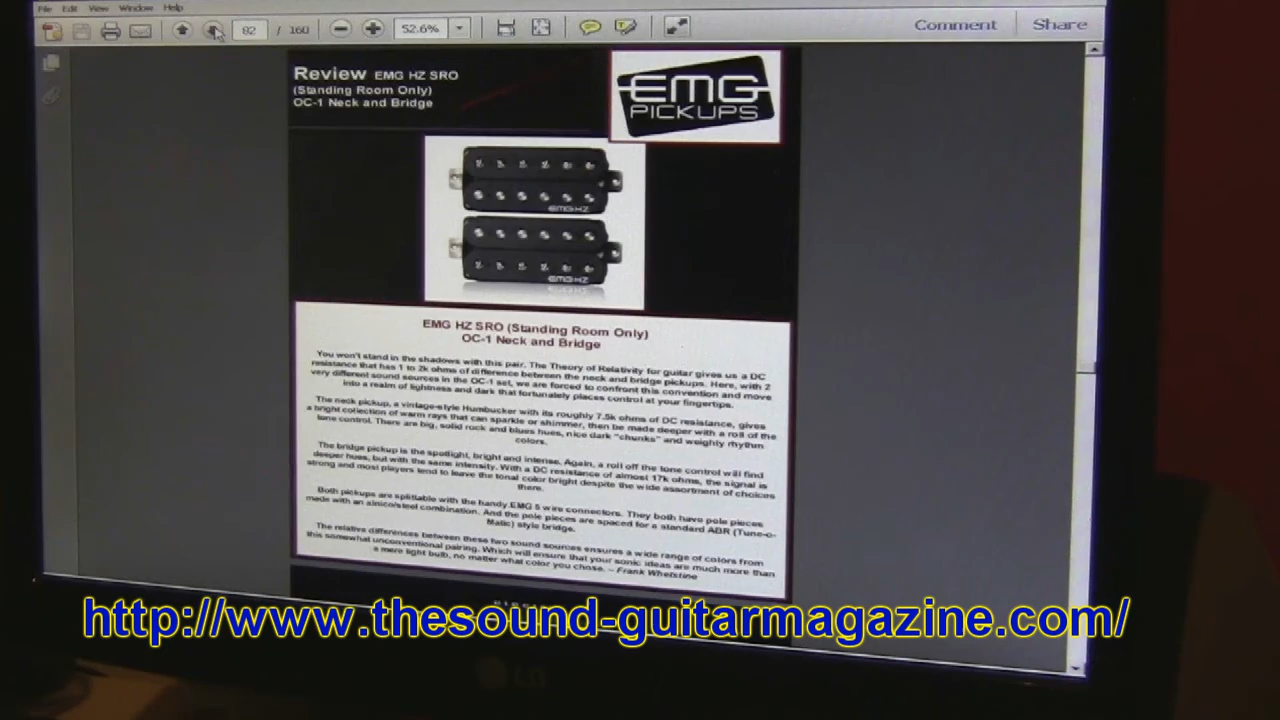 File Edit View Window Help
82 / 160 52.6% Comment Share
Review EMG HZ SRO
(Standing Room Only)
OC-1 Neck and Bridge
EMG
PICKUPS
EMG HZ
EMG HZ
EMG HZ SRO (Standing Room Only)
OC-1 Neck and Bridge
You won't stand in the shadows with this pair. The Theory of Relativity for guitar gives us a DC
resistance that has 1 to 2k ohms of difference between the neck and bridge pickups. Here, with 2
very different sound sources in the OC-1 set, we are forced to confront this convention and move
into a realm of lightness and dark that fortunately places control at your fingertips.
The neck pickup, a vintage-style Humbucker with its roughly 7.5k ohms of DC resistance, gives
a bright collection of warm rays that can sparkle or shimmer, then be made deeper with a roll of the
tone control. There are big, solid rock and blues hues, nice dark "chunks" and weighty rhythm
colors.
The bridge pickup is the spotlight, bright and intense. Again, a roll off the tone control will find
deeper hues, but with the same intensity. With a DC resistance of almost 17k ohms, the signal is
strong and most players tend to leave the tonal color bright despite the wide assortment of choices
there.
Both pickups are splittable with the handy EMG 5 wire connectors. They both have pole pieces
made with an alnico/steel combination. And the pole pieces are spaced for a standard ABR (Tune-o-
Matic) style bridge.
The relative differences between these two sound sources ensures a wide range of colors from
this somewhat unconventional pairing. Which will ensure that your sonic ideas are much more than
a mere light bulb, no matter what color you chose. – Frank Whetstine
http://www.thesound-guitarmagazine.com/
LG